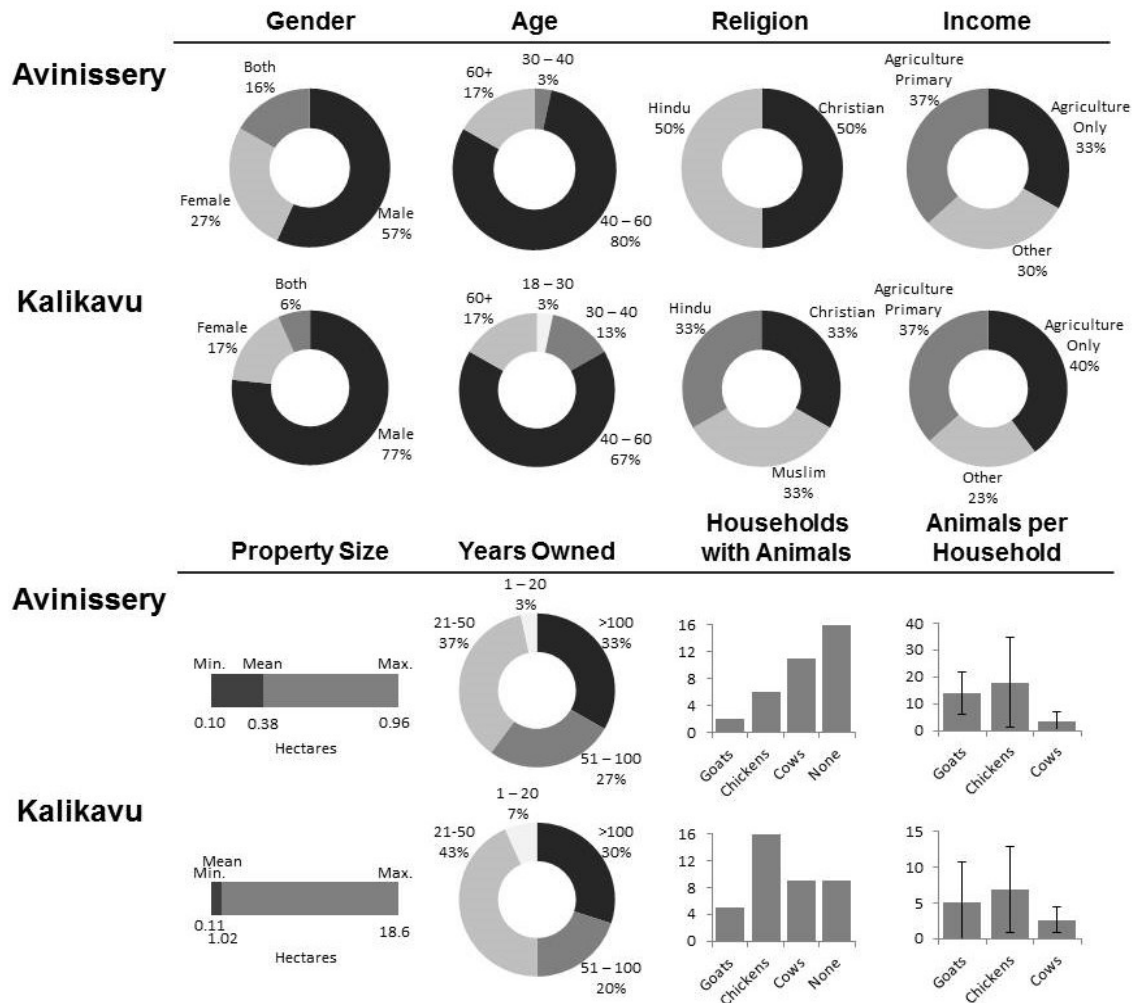 Gender Age Religion Income
Avinissery
Both
16%
Female
27%
Male
57%
60+
17%
30 – 40
3%
40 – 60
80%
Hindu
50%
Christian
50%
Agriculture
Primary
37%
Agriculture
Only
33%
Other
30%
Kalikavu
Both
6%
Female
17%
Male
77%
60+
17%
18 – 30
3%
30 – 40
13%
40 – 60
67%
Hindu
33%
Christian
33%
Muslim
33%
Agriculture
Primary
37%
Agriculture
Only
40%
Other
23%
Property Size
Years Owned
Households
with Animals
Animals per
Household
Avinissery
Min. Mean Max.
0.10 0.38 0.96
Hectares
1 – 20
3%
21-50
37%
>100
33%
51 – 100
27%
16
12
8
4
0
Goats
Chickens
Cows
None
40
30
20
10
0
Goats
Chickens
Cows
Kalikavu
Mean
Min. Max.
0.11
1.02
18.6
Hectares
1 – 20
7%
21-50
43%
>100
30%
51 – 100
20%
16
12
8
4
0
Goats
Chickens
Cows
None
15
10
5
0
Goats
Chickens
Cows